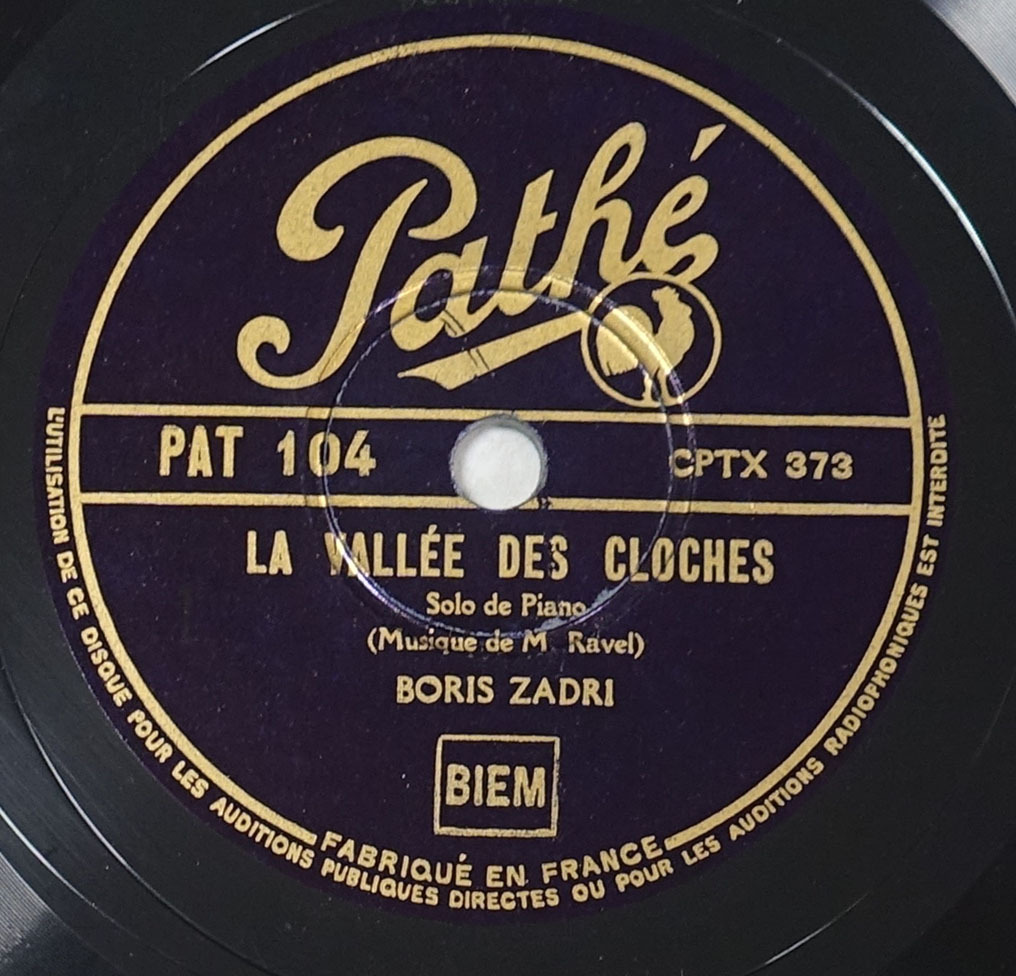 Pathé
PAT 104
CPTX 373
LA VALLÉE DES CLOCHES
Solo de Piano
(Musique de M. Ravel)
BORIS ZADRI
BIEM
FABRIQUÉ EN FRANCE
L'UTILISATION DE CE DISQUE POUR LES AUDITIONS PUBLIQUES DIRECTES OU POUR LES AUDITIONS RADIOPHONIQUES EST INTERDITE